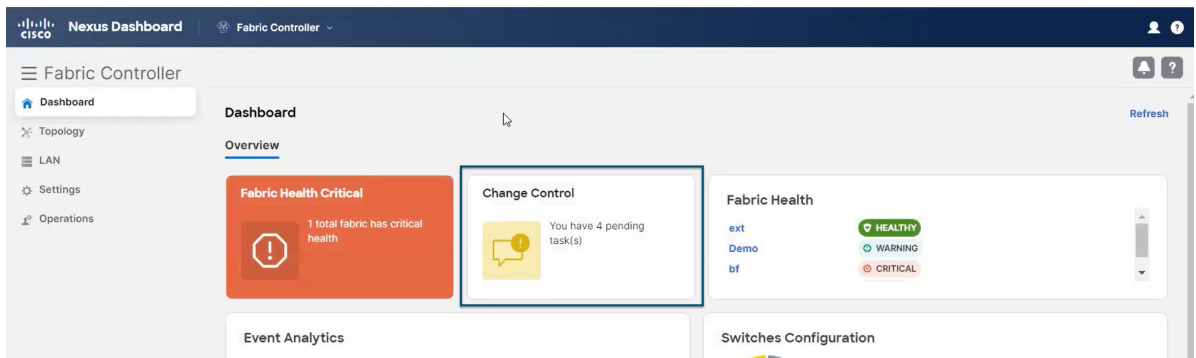 CISCO Nexus Dashboard
Fabric Controller
?
Fabric Controller
?
Dashboard
Topology
LAN
Settings
Operations
Dashboard
Refresh
Overview
Fabric Health Critical
1 total fabric has critical
health
Change Control
You have 4 pending
task(s)
Fabric Health
ext HEALTHY
Demo WARNING
bf CRITICAL
Event Analytics
Switches Configuration